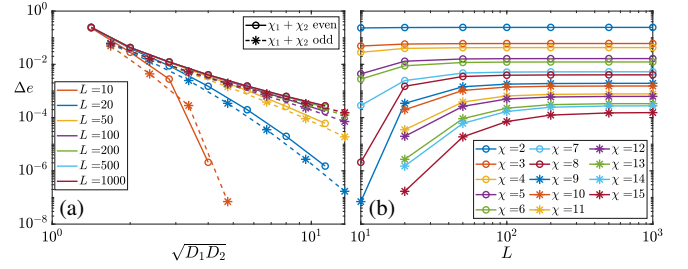 10^0
10^-2
10^-4
10^-6
10^-8
Δe
χ1 + χ2 even
χ1 + χ2 odd
L =10
L =20
L =50
L =100
L =200
L =500
L =1000
(a)
10^0
10^1
√D1D2
(b)
χ =2 χ =7 χ =12
χ =3 χ =8 χ =13
χ =4 χ =9 χ =14
χ =5 χ =10 χ =15
χ =6 χ =11
10^1
10^2
10^3
L